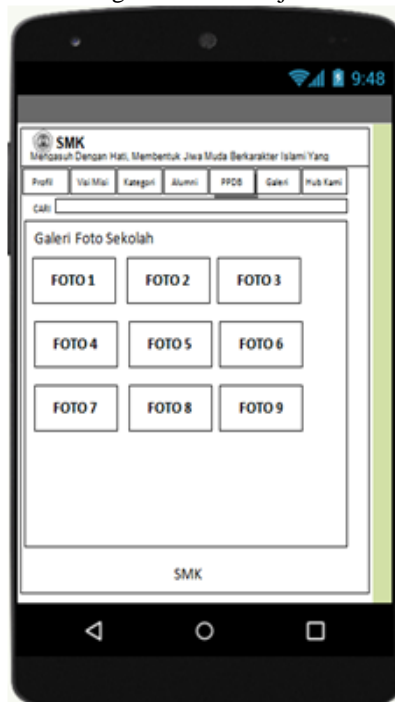 9:48
SMK
Mengasuh Dengan Hati, Membentuk Jiwa Muda Berkarakter Islami Yang
Profil Visi Misi Kategori Alumni PPDB Galeri Hub Kami
CARI
Galeri Foto Sekolah
FOTO 1 FOTO 2 FOTO 3
FOTO 4 FOTO 5 FOTO 6
FOTO 7 FOTO 8 FOTO 9
SMK